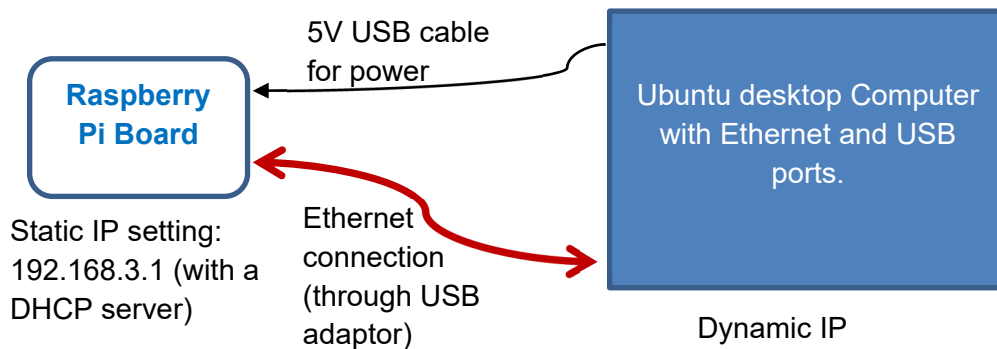 5V USB cable
for power
Raspberry
Pi Board
Ubuntu desktop Computer
with Ethernet and USB
ports.
Static IP setting:
192.168.3.1 (with a
DHCP server)
Ethernet
connection
(through USB
adaptor)
Dynamic IP